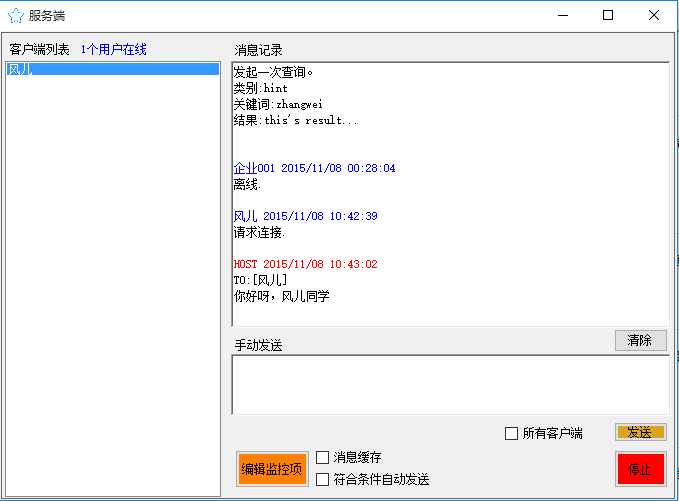 服务端
客户端列表 1个用户在线
风儿
消息记录
发起一次查询。
类别:hint
关键词:zhangwei
结果:this's result...
企业001 2015/11/08 00:28:04
离线.
风儿 2015/11/08 10:42:39
请求连接.
HOST 2015/11/08 10:43:02
TO:[风儿]
你好呀，风儿同学
手动发送
清除
所有客户端
发送
编辑监控项
消息缓存
符合条件自动发送
停止